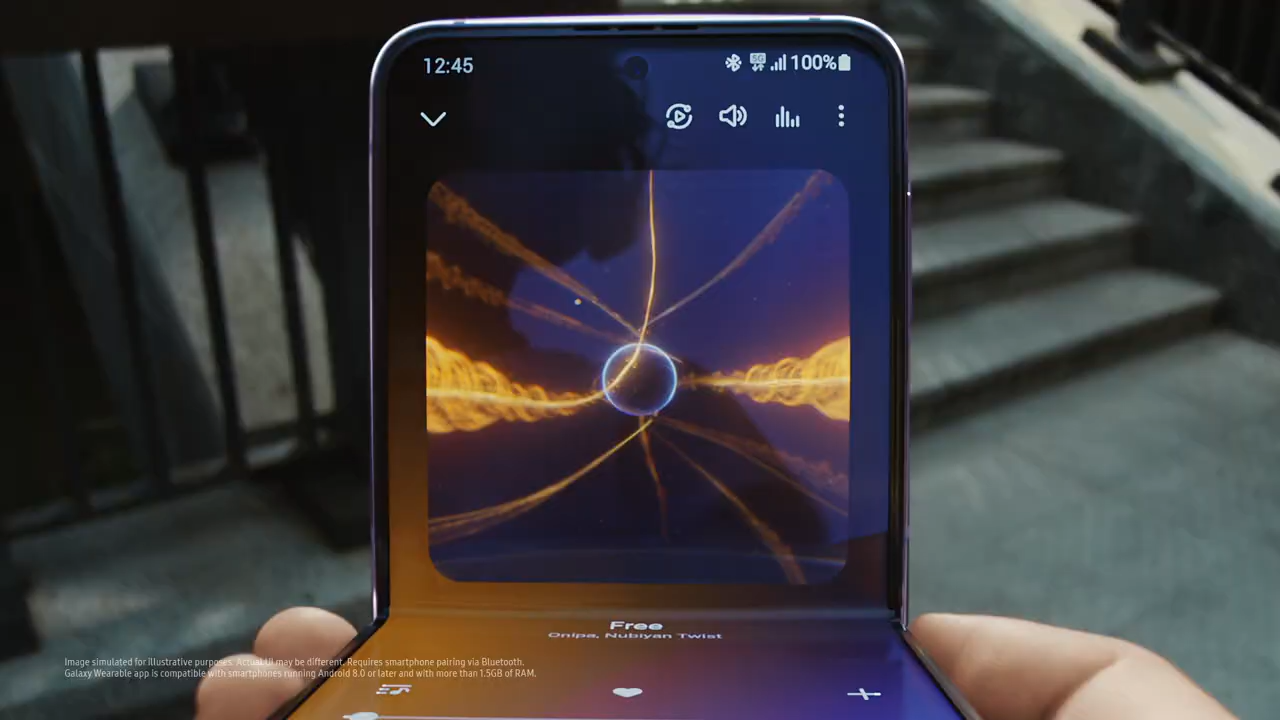 12:45
5G
100%
Free
Onipa, Nubiyan Twist
Image simulated for illustrative purposes. Actual UI may be different. Requires smartphone pairing via Bluetooth.
Galaxy Wearable app is compatible with smartphones running Android 8.0 or later and with more than 1.5GB of RAM.